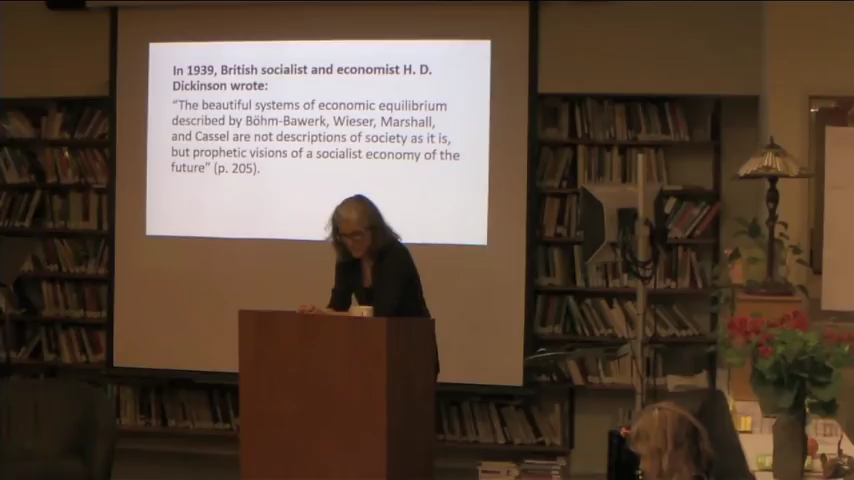 In 1939, British socialist and economist H. D.
Dickinson wrote:
"The beautiful systems of economic equilibrium
described by Böhm-Bawerk, Wieser, Marshall,
and Cassel are not descriptions of society as it is,
but prophetic visions of a socialist economy of the
future" (p. 205).